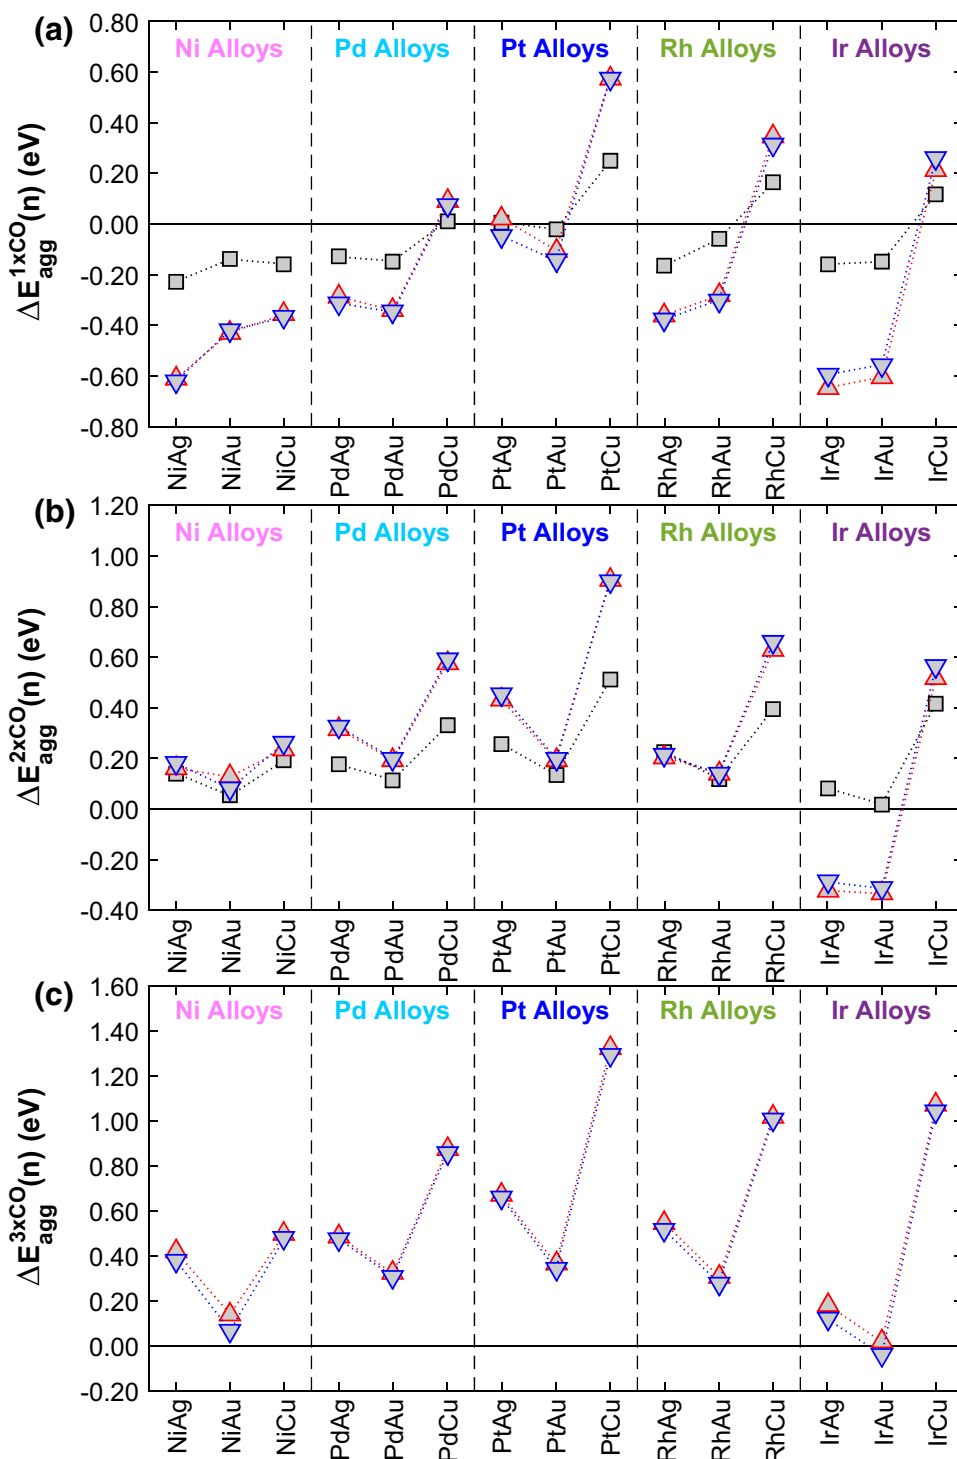 (a)
Ni Alloys Pd Alloys Pt Alloys Rh Alloys Ir Alloys
ΔE_agg^1xCO(n) (eV)
0.80
0.60
0.40
0.20
0.00
-0.20
-0.40
-0.60
-0.80
NiAg NiAu NiCu PdAg PdAu PdCu PtAg PtAu PtCu RhAg RhAu RhCu IrAg IrAu IrCu
(b)
Ni Alloys Pd Alloys Pt Alloys Rh Alloys Ir Alloys
ΔE_agg^2xCO(n) (eV)
1.20
1.00
0.80
0.60
0.40
0.20
0.00
-0.20
-0.40
NiAg NiAu NiCu PdAg PdAu PdCu PtAg PtAu PtCu RhAg RhAu RhCu IrAg IrAu IrCu
(c)
Ni Alloys Pd Alloys Pt Alloys Rh Alloys Ir Alloys
ΔE_agg^3xCO(n) (eV)
1.60
1.40
1.20
1.00
0.80
0.60
0.40
0.20
0.00
-0.20
NiAg NiAu NiCu PdAg PdAu PdCu PtAg PtAu PtCu RhAg RhAu RhCu IrAg IrAu IrCu